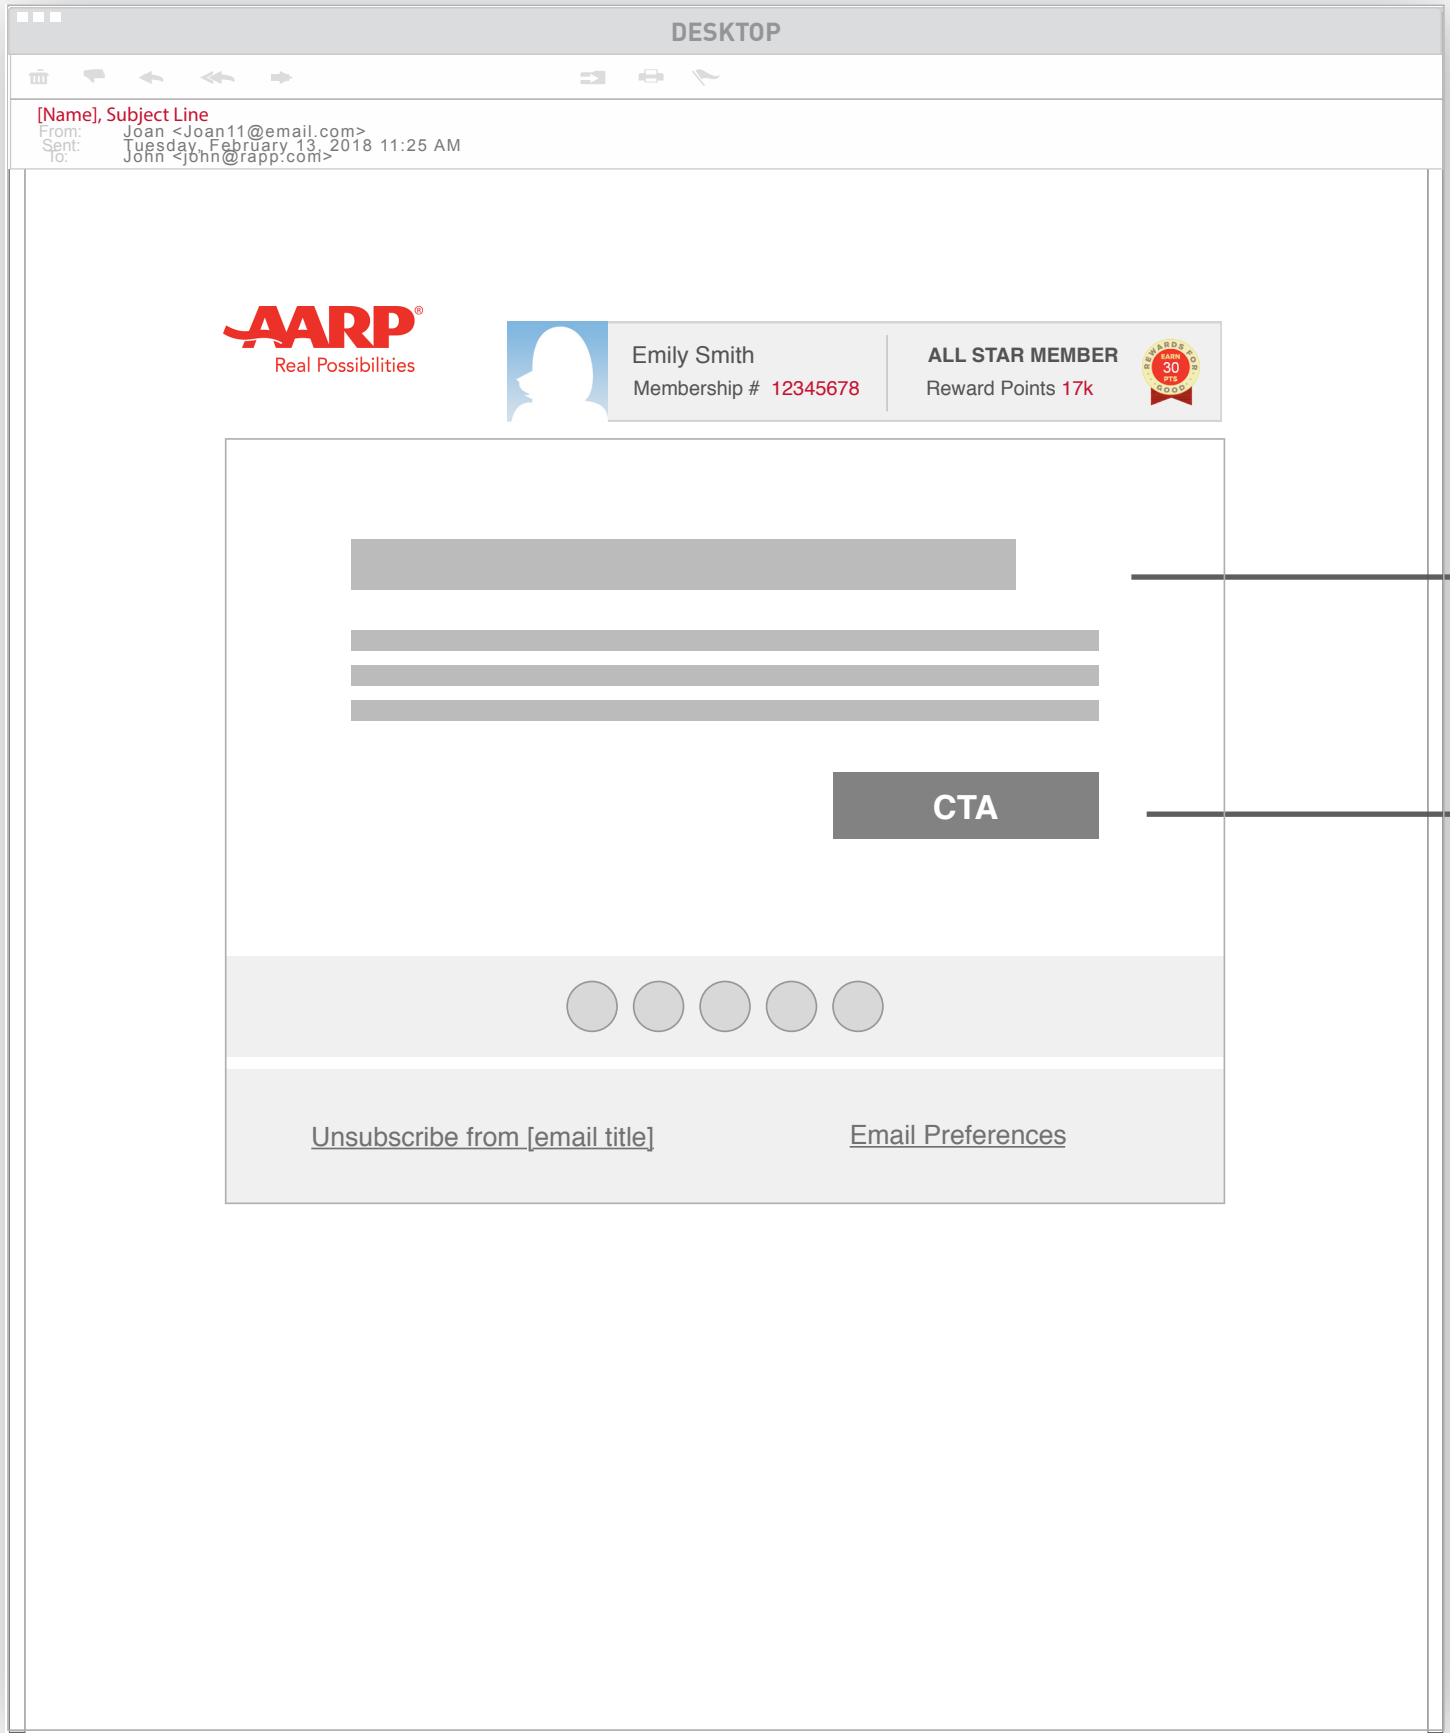 DESKTOP
[Name], Subject Line
From: Joan <Joan11@email.com>
Sent: Tuesday, February 13, 2018 11:25 AM
To: John <john@rapp.com>
AARP®
Real Possibilities
Emily Smith
Membership # 12345678
ALL STAR MEMBER
Reward Points 17k
REWARDS FOR
EARN
30
PTS
GOOD
CTA
Unsubscribe from [email title]
Email Preferences